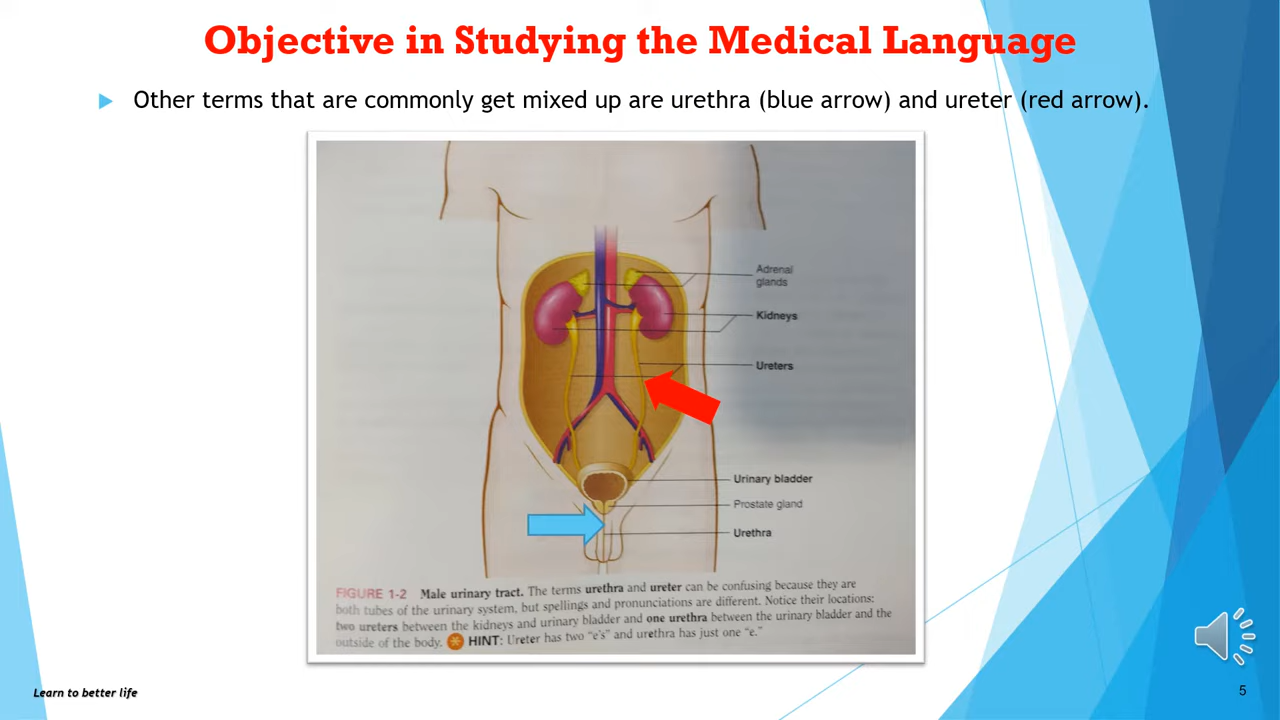 Objective in Studying the Medical Language
Other terms that are commonly get mixed up are urethra (blue arrow) and ureter (red arrow).
Adrenal
glands
Kidneys
Ureters
Urinary bladder
Prostate gland
Urethra
FIGURE 1-2 Male urinary tract. The terms urethra and ureter can be confusing because they are
both tubes of the urinary system, but spellings and pronunciations are different. Notice their locations:
two ureters between the kidneys and urinary bladder and one urethra between the urinary bladder and the
outside of the body. HINT: Ureter has two "e's" and urethra has just one "e."
Learn to better life
5